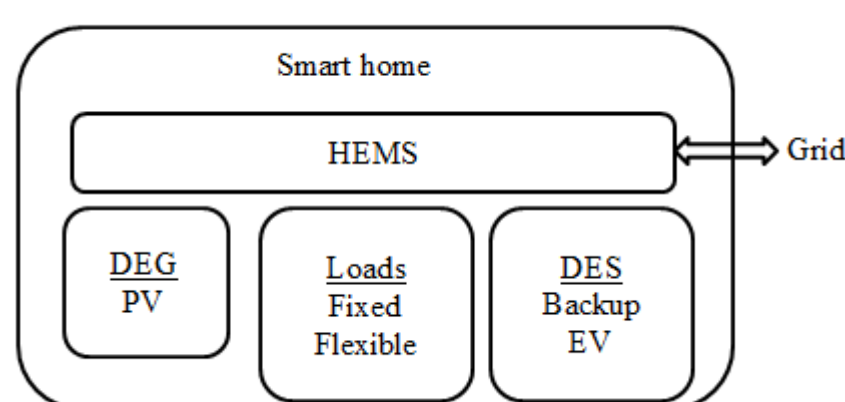 Smart home
HEMS
Grid
DEG
PV
Loads
Fixed
Flexible
DES
Backup
EV